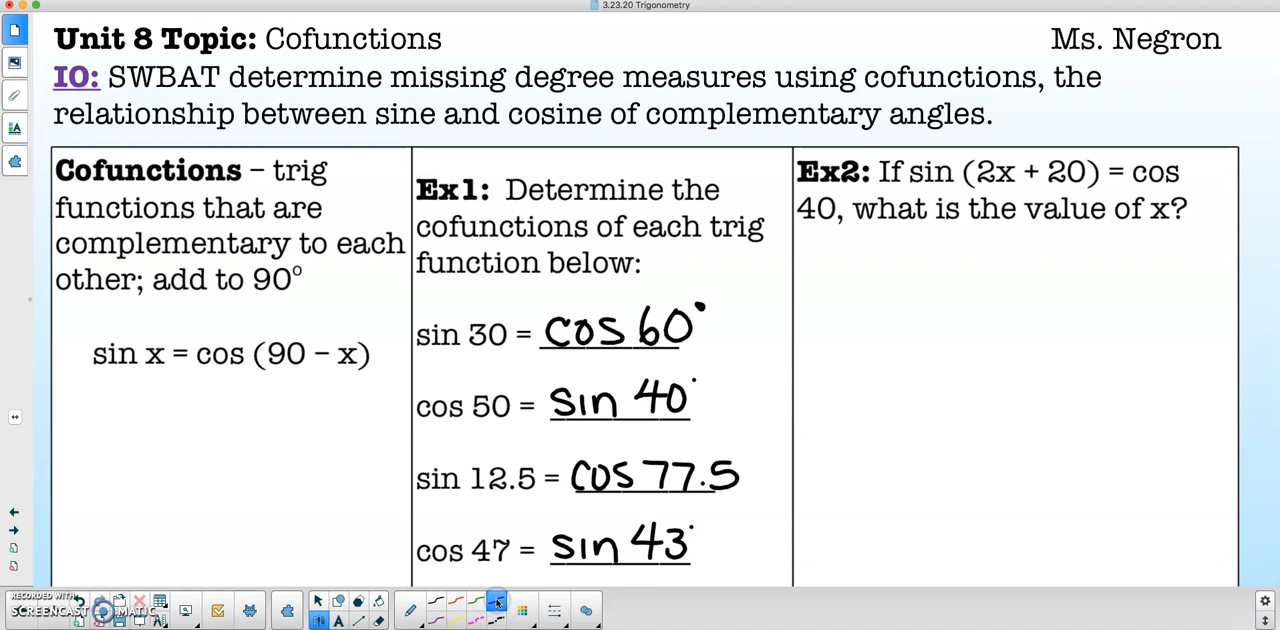 3.23.20 Trigonometry
Unit 8 Topic: Cofunctions
Ms. Negron
IO: SWBAT determine missing degree measures using cofunctions, the
relationship between sine and cosine of complementary angles.
Cofunctions – trig
functions that are
complementary to each
other; add to 90°
sin x = cos (90 – x)
Ex1: Determine the
cofunctions of each trig
function below:
sin 30 = cos 60°
cos 50 = sin 40°
sin 12.5 = cos 77.5
cos 47 = sin 43°
Ex2: If sin (2x + 20) = cos
40, what is the value of x?
RECORDED WITH
SCREENCAST MATIC